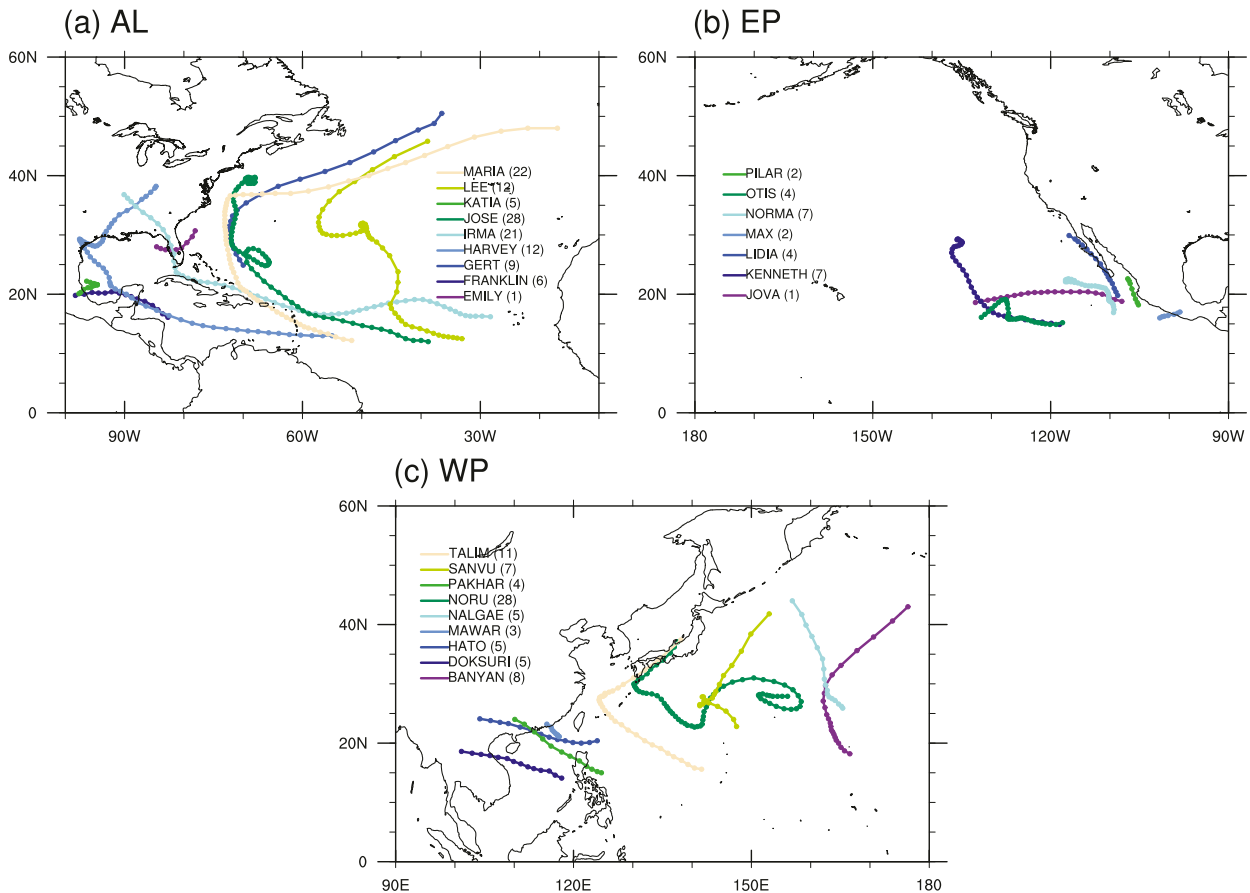 (a) AL
60N
40N
20N
0
90W
60W
30W
MARIA (22)
LEE (12)
KATIA (5)
JOSE (28)
IRMA (21)
HARVEY (12)
GERT (9)
FRANKLIN (6)
EMILY (1)
(b) EP
60N
40N
20N
0
180
150W
120W
90W
PILAR (2)
OTIS (4)
NORMA (7)
MAX (2)
LIDIA (4)
KENNETH (7)
JOVA (1)
(c) WP
60N
40N
20N
0
90E
120E
150E
180
TALIM (11)
SANVU (7)
PAKHAR (4)
NORU (28)
NALGAE (5)
MAWAR (3)
HATO (5)
DOKSURI (5)
BANYAN (8)